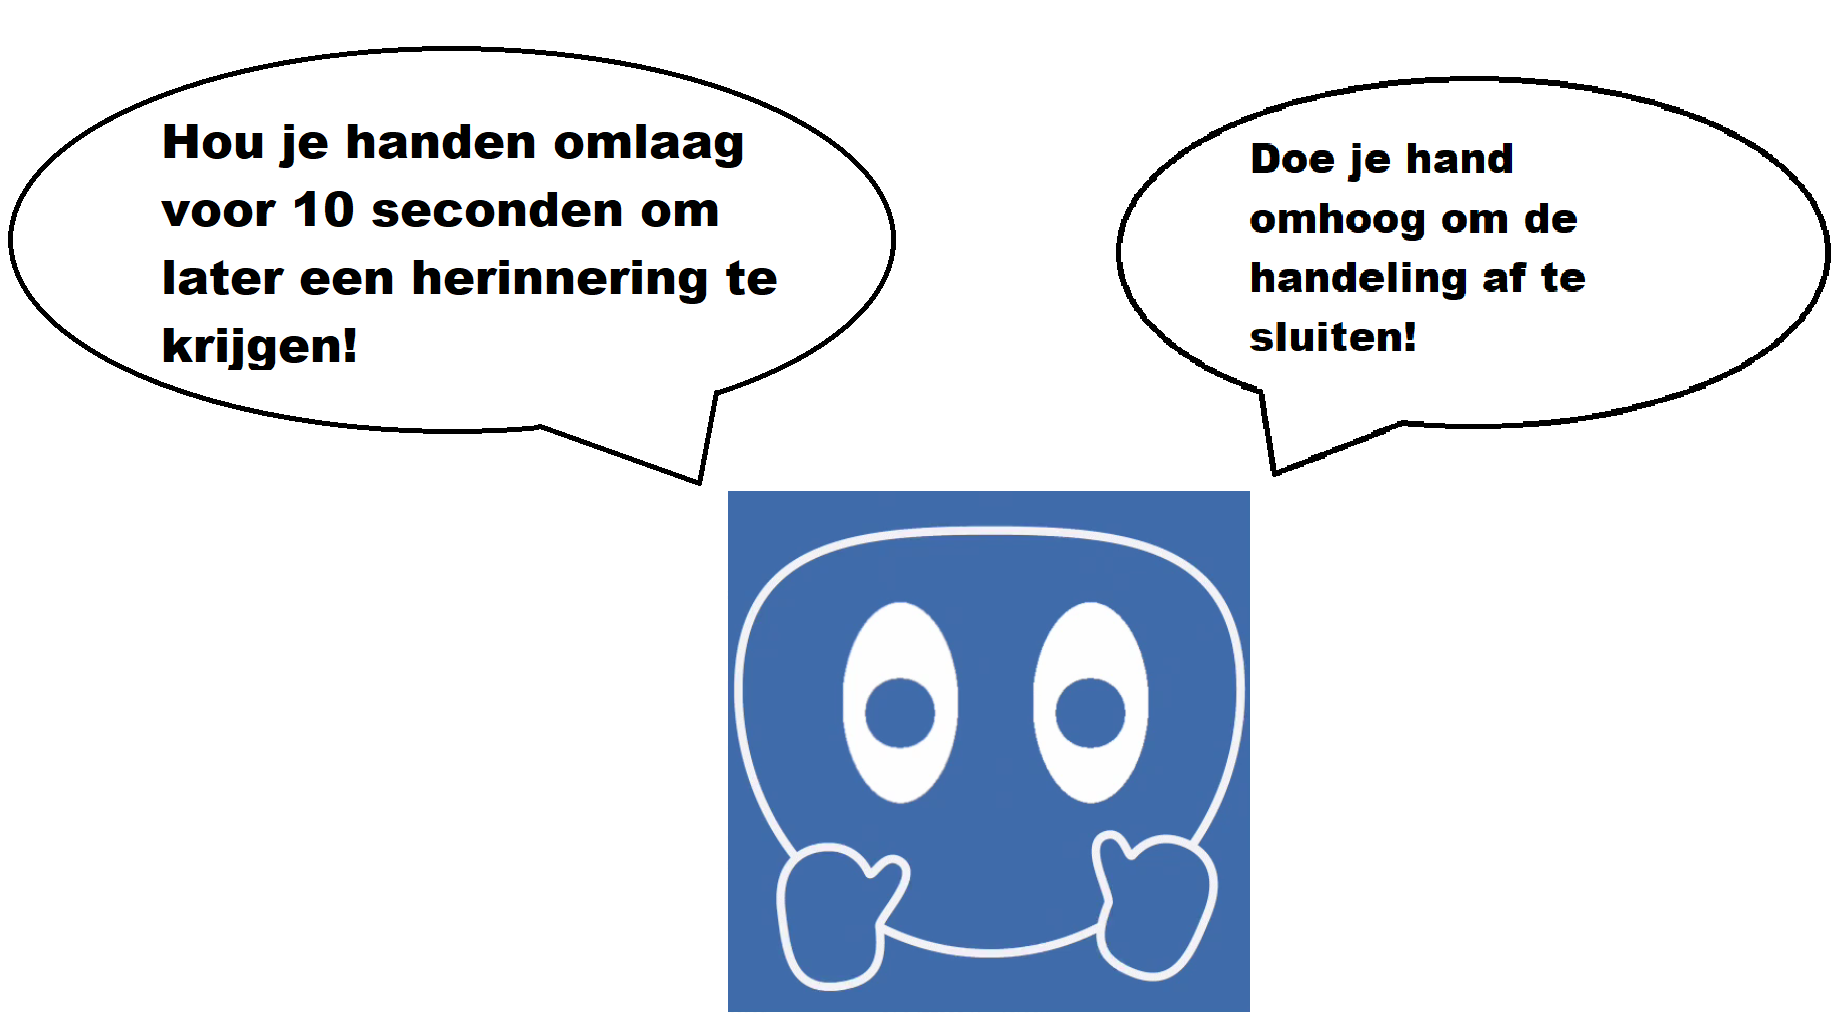 Hou je handen omlaag
voor 10 seconden om
later een herinnering te
krijgen!
Doe je hand
omhoog om de
handeling af te
sluiten!